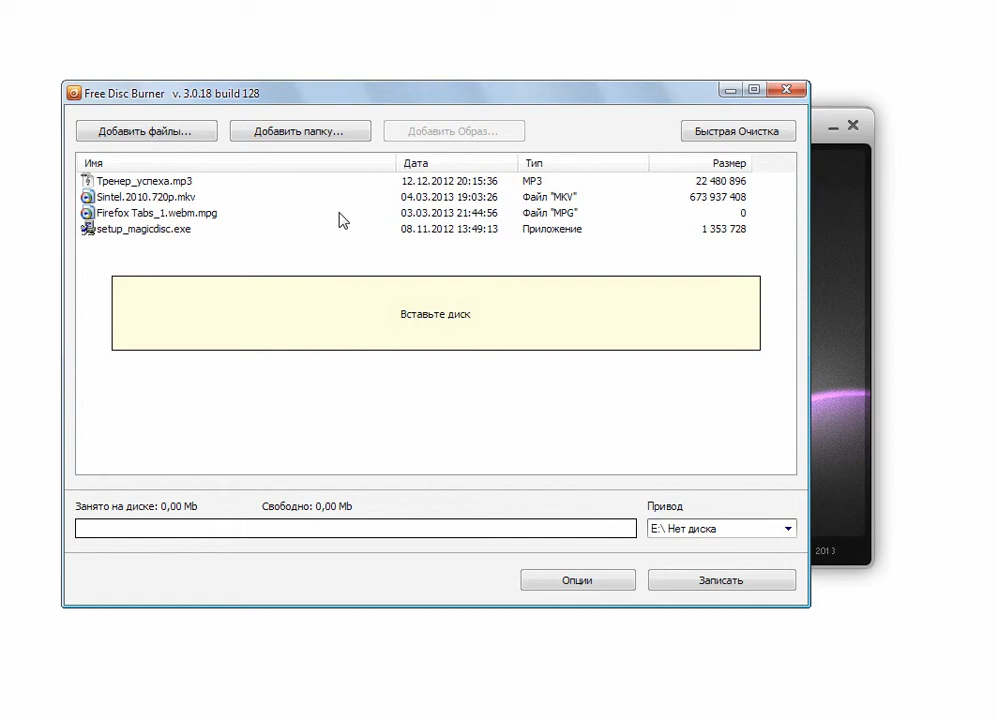 Free Disc Burner v. 3.0.18 build 128
Добавить файлы... Добавить папку... Добавить Образ... Быстрая Очистка
Имя Дата Тип Размер
Тренер_успеха.mp3 12.12.2012 20:15:36 MP3 22 480 896
Sintel.2010.720p.mkv 04.03.2013 19:03:26 Файл "MKV" 673 937 408
Firefox Tabs_1.webm.mpg 03.03.2013 21:44:56 Файл "MPG" 0
setup_magicdisc.exe 08.11.2012 13:49:13 Приложение 1 353 728
Вставьте диск
Занято на диске: 0,00 Mb Свободно: 0,00 Mb Привод
E:\ Нет диска
2013
Опции Записать